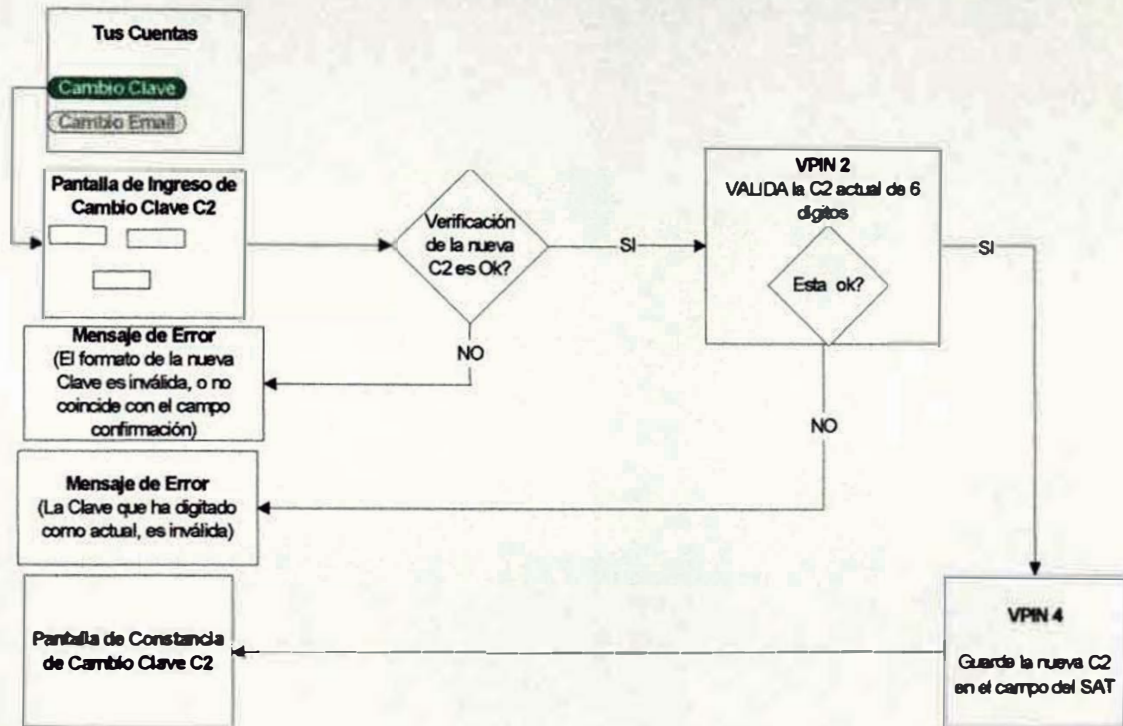 Tus Cuentas
Cambio Clave
Cambio Email
Pantalla de Ingreso de
Cambio Clave C2
Verificación
de la nueva
C2 es Ok?
SI
NO
VPIN 2
VALIDA la C2 actual de 6
dígitos
Esta ok?
SI
NO
Mensaje de Error
(El formato de la nueva
Clave es inválida, o no
coincide con el campo
confirmación)
Mensaje de Error
(La Clave que ha digitado
como actual, es inválida)
VPIN 4
Guarda la nueva C2
en el campo del SAT
Pantalla de Constancia
de Cambio Clave C2